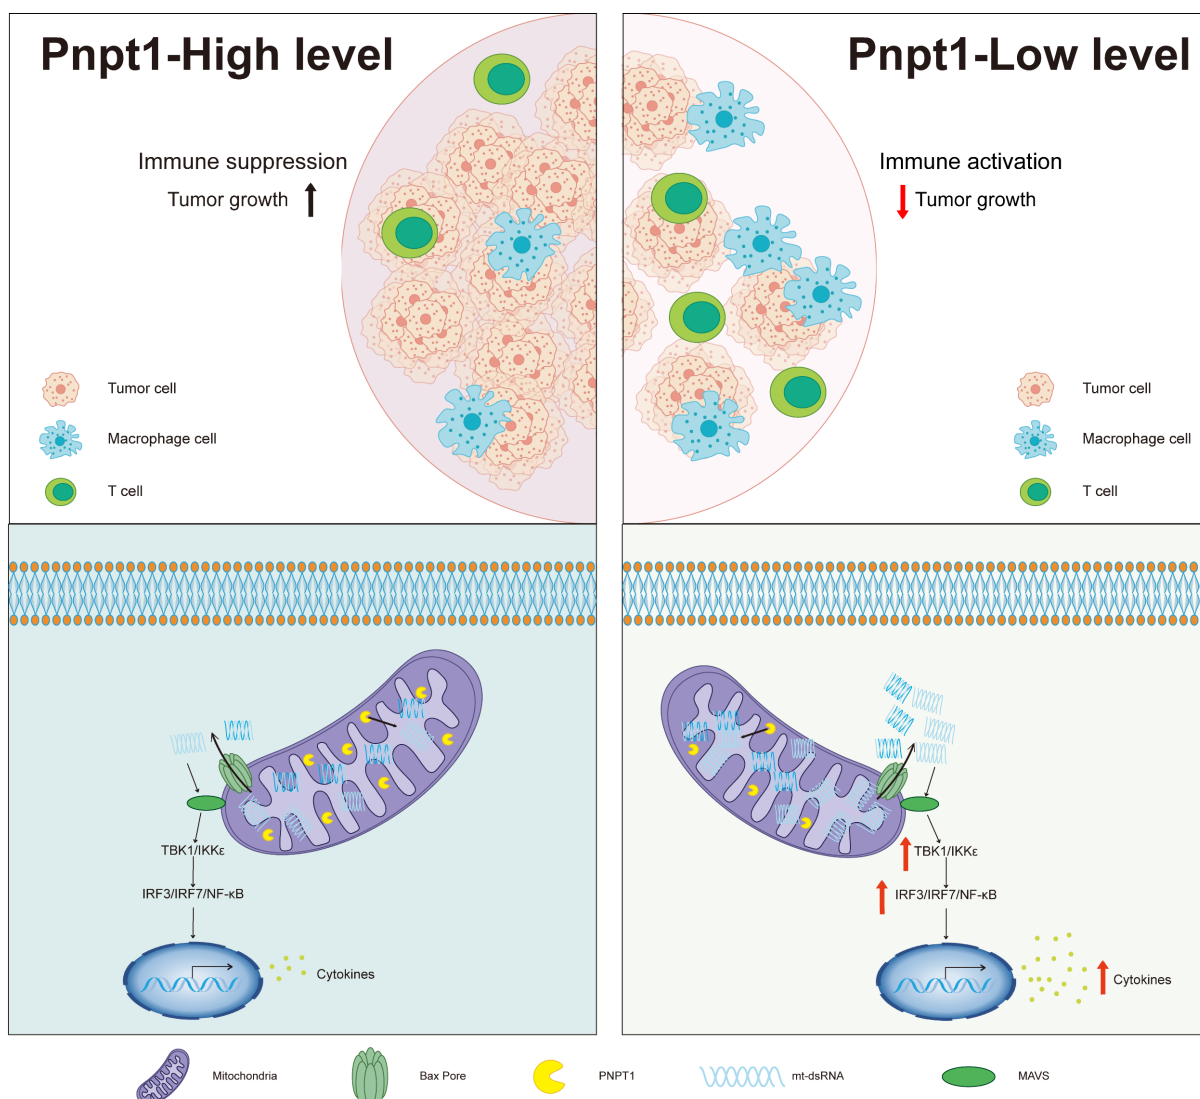 Pnpt1-High level
Immune suppression
Tumor growth
Tumor cell
Macrophage cell
T cell
TBK1/IKKε
IRF3/IRF7/NF-κB
Cytokines
Pnpt1-Low level
Immune activation
Tumor growth
Tumor cell
Macrophage cell
T cell
TBK1/IKKε
IRF3/IRF7/NF-κB
Cytokines
Mitochondria
Bax Pore
PNPT1
mt-dsRNA
MAVS